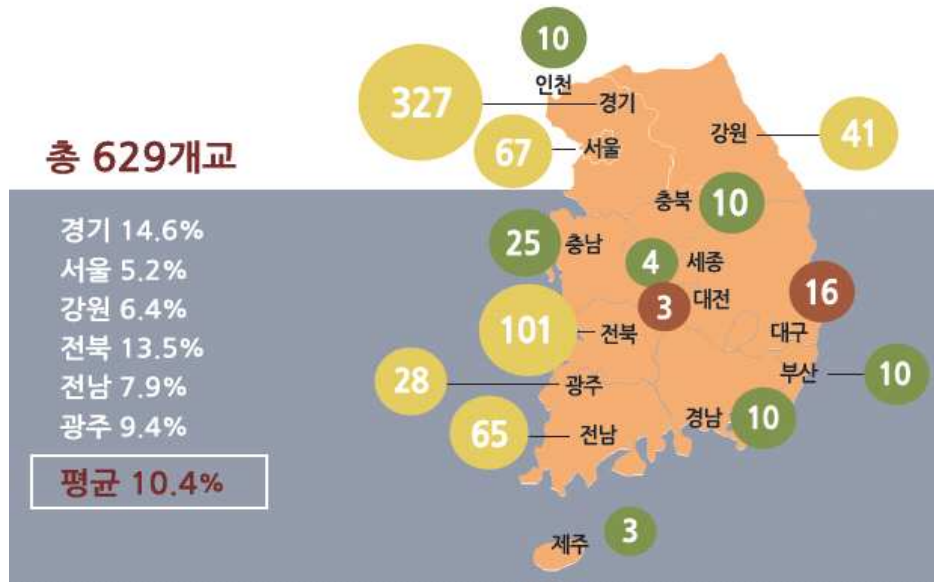 총 629개교
경기 14.6%
서울 5.2%
강원 6.4%
전북 13.5%
전남 7.9%
광주 9.4%
평균 10.4%
10
인천
327
경기
강원
41
67
서울
충북
10
25
충남
4
세종
3
대전
16
대구
101
전북
부산
10
28
광주
경남
10
65
전남
제주
3